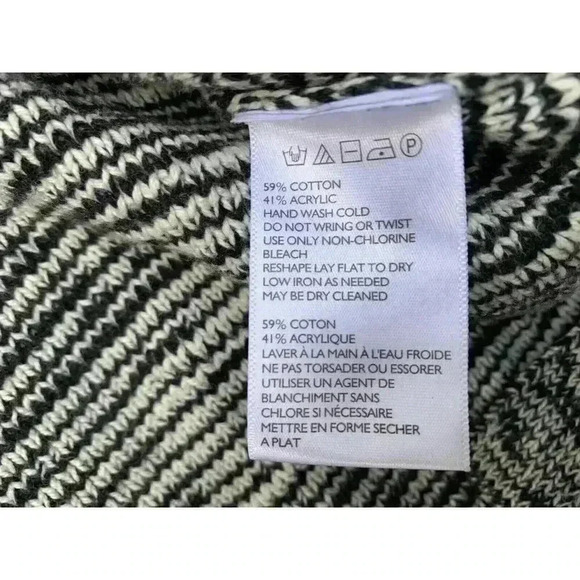 59% COTTON
41% ACRYLIC
HAND WASH COLD
DO NOT WRING OR TWIST
USE ONLY NON-CHLORINE
BLEACH
RESHAPE LAY FLAT TO DRY
LOW IRON AS NEEDED
MAY BE DRY CLEANED
59% COTON
41% ACRYLIQUE
LAVER À LA MAIN À L'EAU FROIDE
NE PAS TORSADER OU ESSORER
UTILISER UN AGENT DE
BLANCHIMENT SANS
CHLORE SI NÉCESSAIRE
METTRE EN FORME SECHER
A PLAT